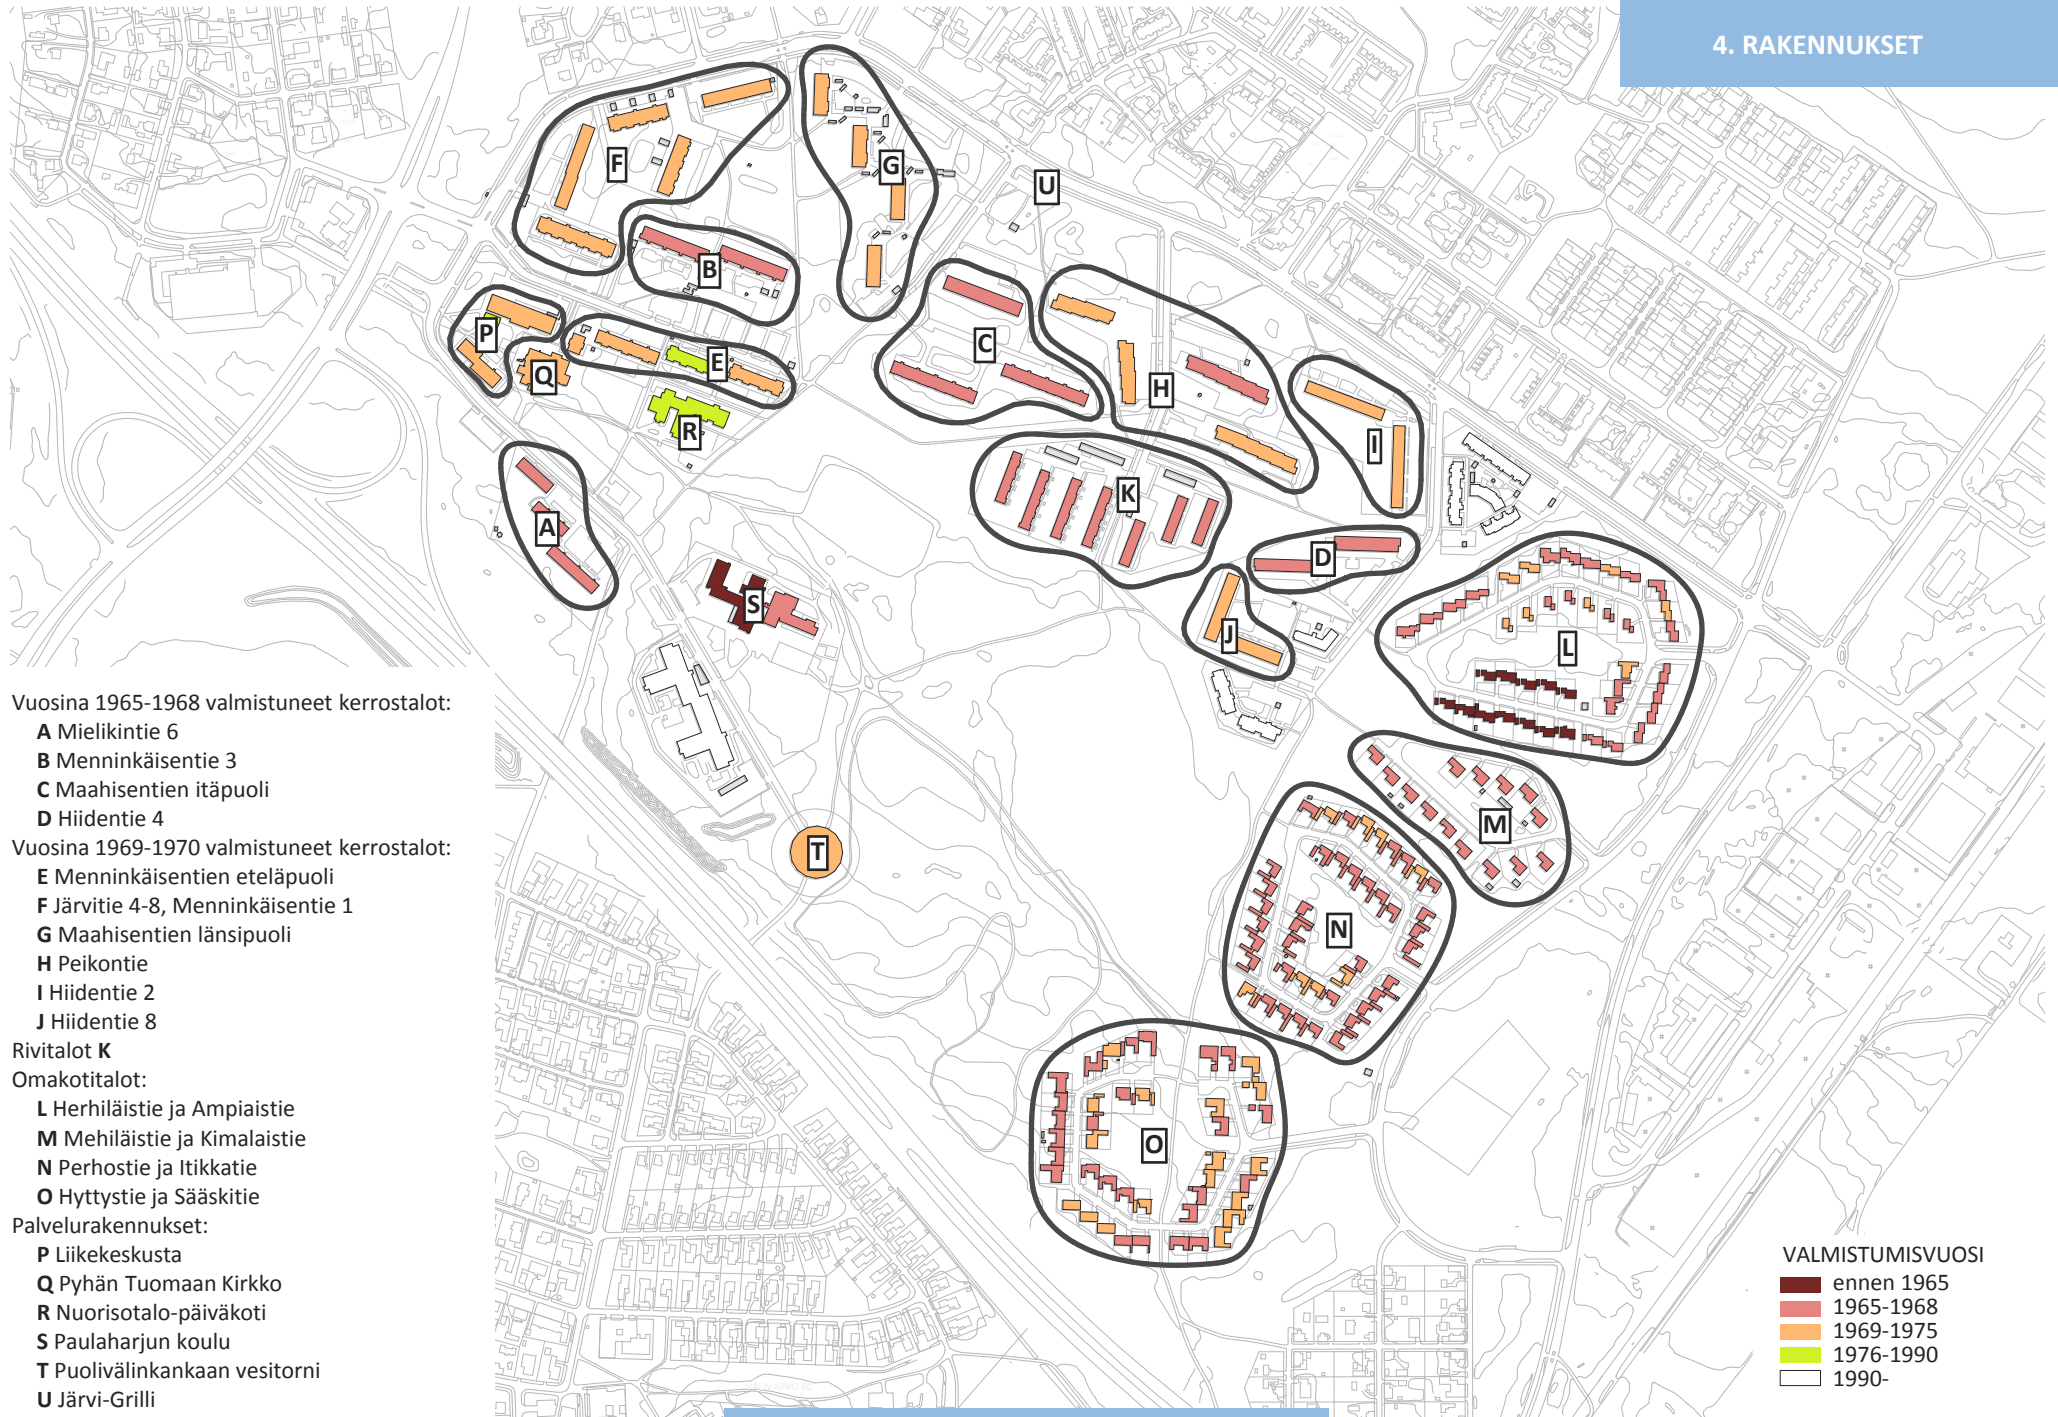 4. RAKENNUKSET
F
G
U
B
P
Q
E
R
C
H
I
K
A
D
S
J
L
T
M
N
O
Vuosina 1965-1968 valmistuneet kerrostalot:
A Mielikintie 6
B Menninkäisentie 3
C Maahisentien itäpuoli
D Hiidentie 4
Vuosina 1969-1970 valmistuneet kerrostalot:
E Menninkäisentien eteläpuoli
F Järvitie 4-8, Menninkäisentie 1
G Maahisentien länsipuoli
H Peikontie
I Hiidentie 2
J Hiidentie 8
Rivitalot K
Omakotitalot:
L Herhiläistie ja Ampiaistie
M Mehiläistie ja Kimalaistie
N Perhostie ja Itikkatie
O Hyttystie ja Sääskitie
Palvelurakennukset:
P Liikekeskusta
Q Pyhän Tuomaan Kirkko
R Nuorisotalo-päiväkoti
S Paulaharjun koulu
T Puolivälinkankaan vesitorni
U Järvi-Grilli
VALMISTUMISVUOSI
ennen 1965
1965-1968
1969-1975
1976-1990
1990-